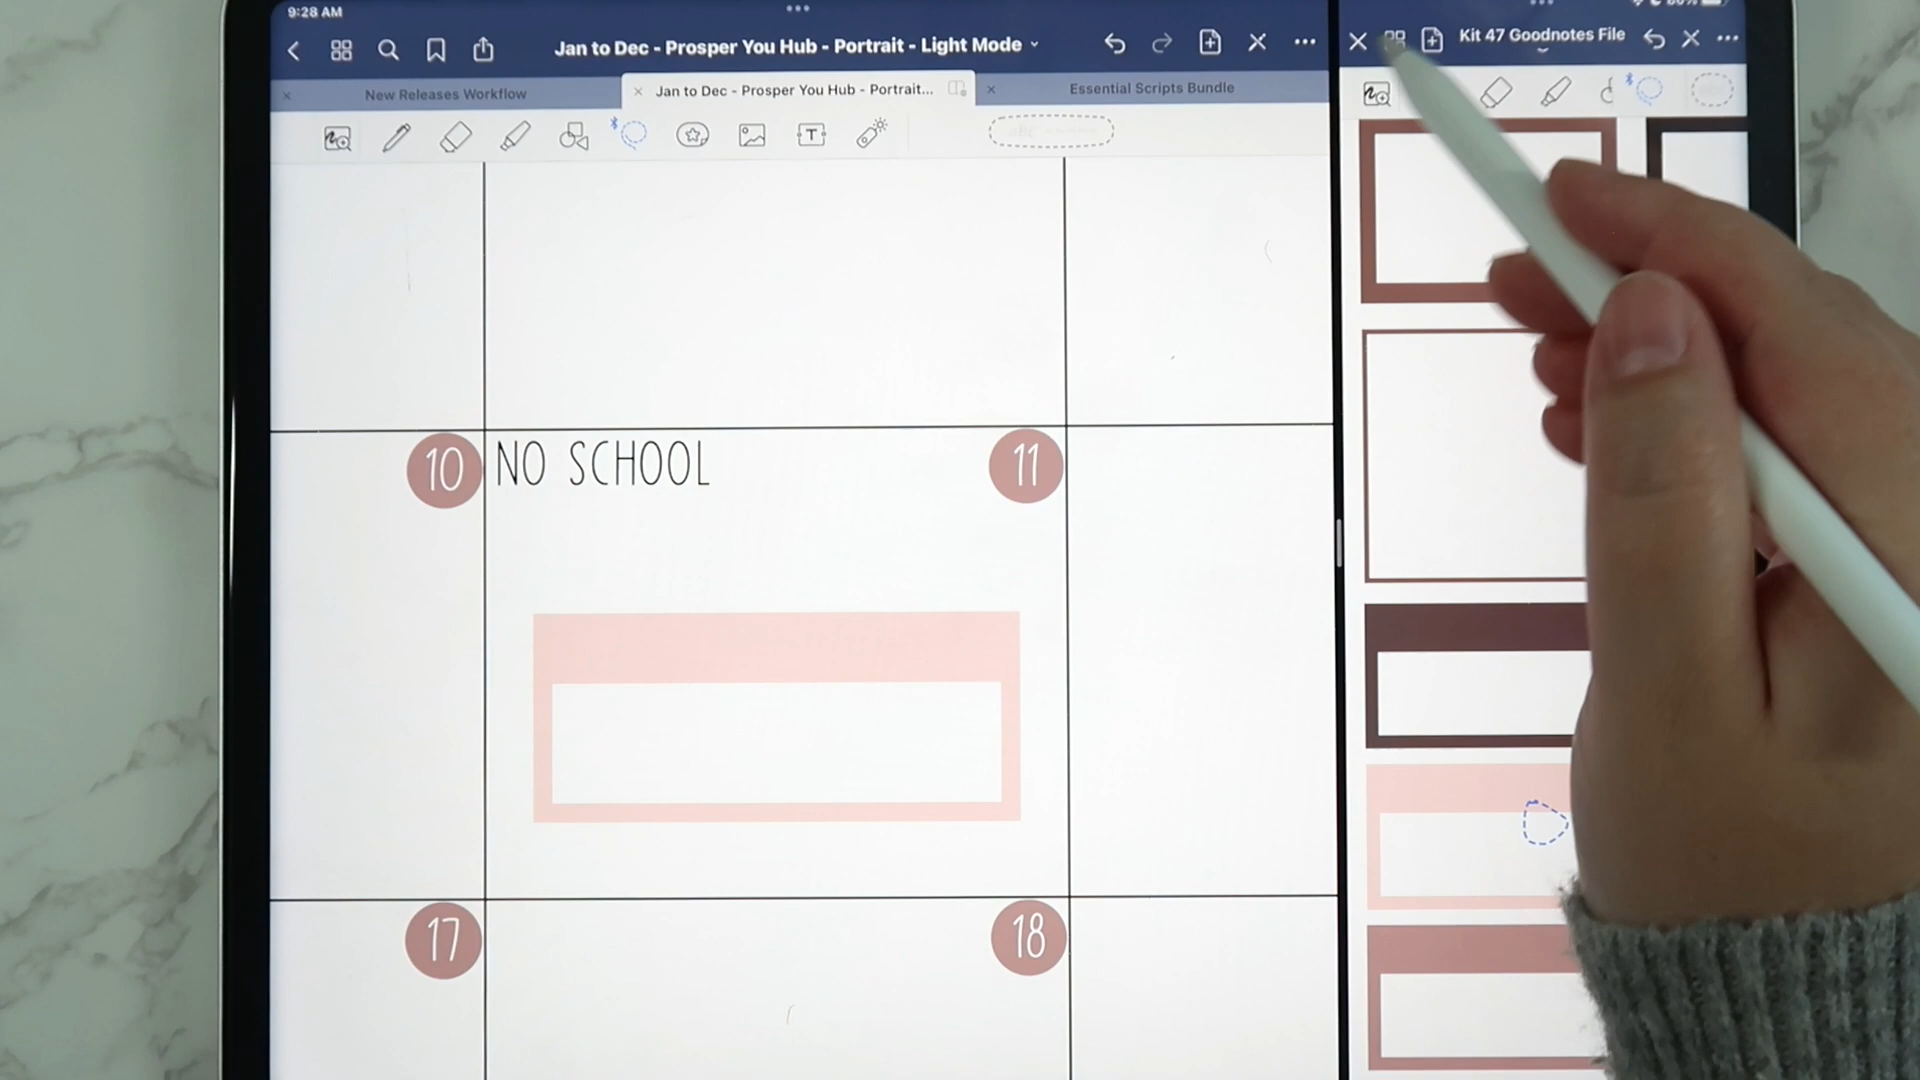 9:28 AM
Jan to Dec - Prosper You Hub - Portrait - Light Mode
Kit 47 Goodnotes File
New Releases Workflow
Jan to Dec - Prosper You Hub - Portrait...
Essential Scripts Bundle
10
NO SCHOOL
11
17
18